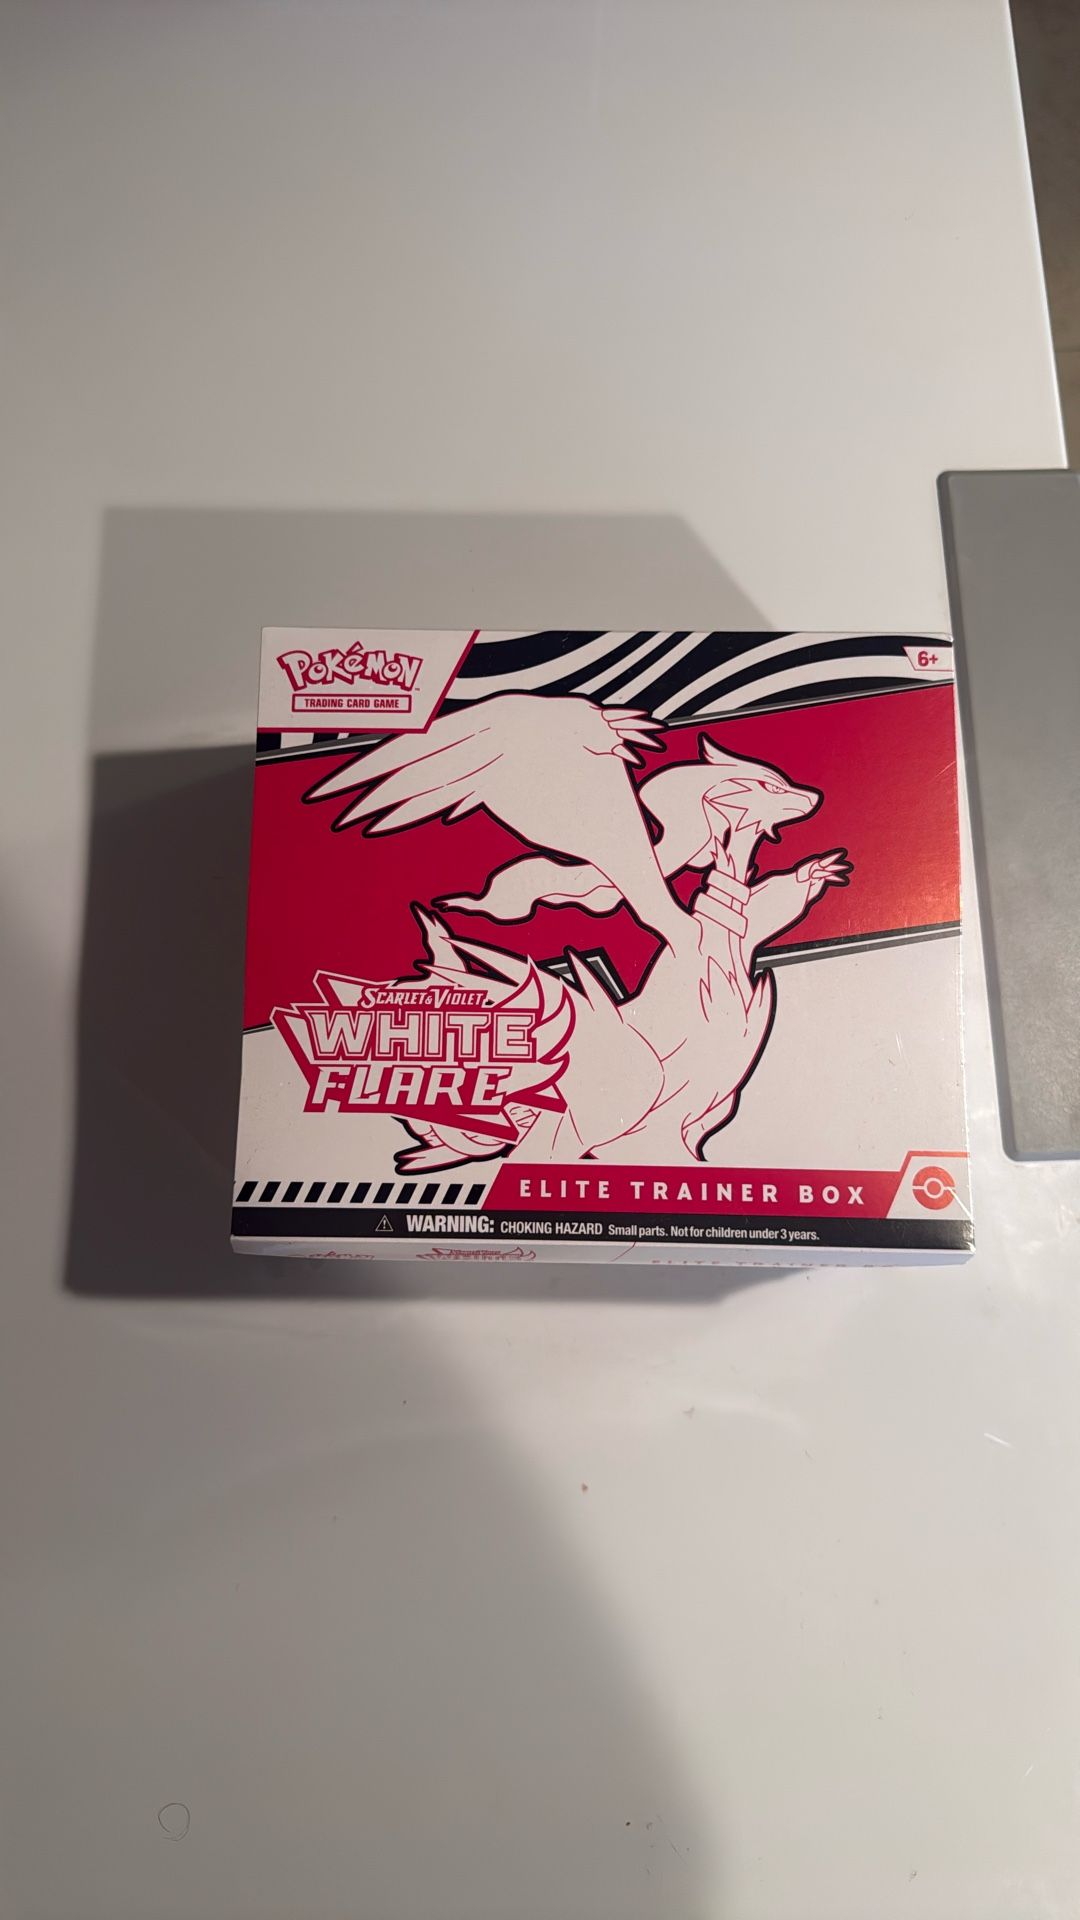 POKéMON
TRADING CARD GAME
6+
SCARLET & VIOLET
WHITE
FLARE
ELITE TRAINER BOX
WARNING: CHOKING HAZARD Small parts. Not for children under 3 years.